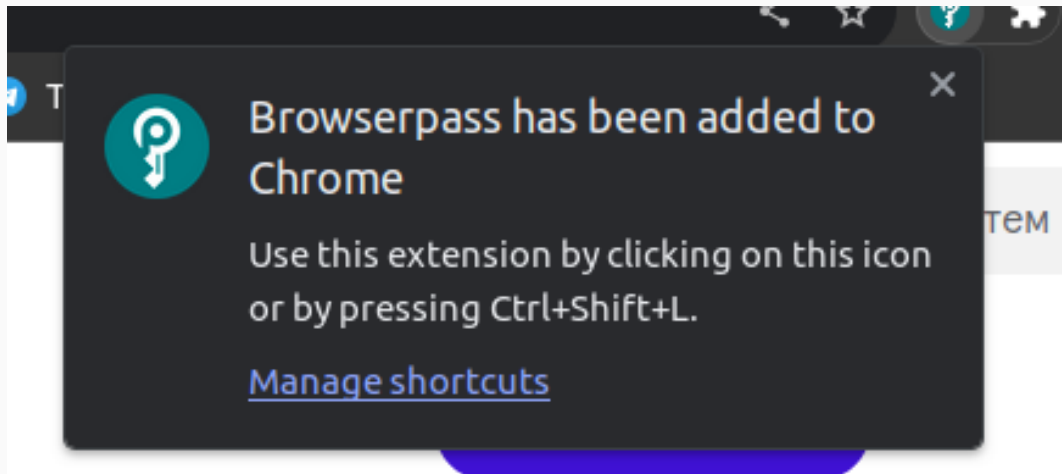 T
Browserpass has been added to
Chrome
Use this extension by clicking on this icon
or by pressing Ctrl+Shift+L.
Manage shortcuts
тем